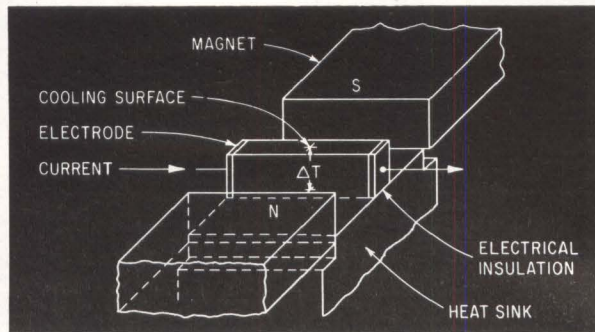 MAGNET
S
COOLING SURFACE
ELECTRODE
CURRENT
ΔT
N
ELECTRICAL
INSULATION
HEAT SINK